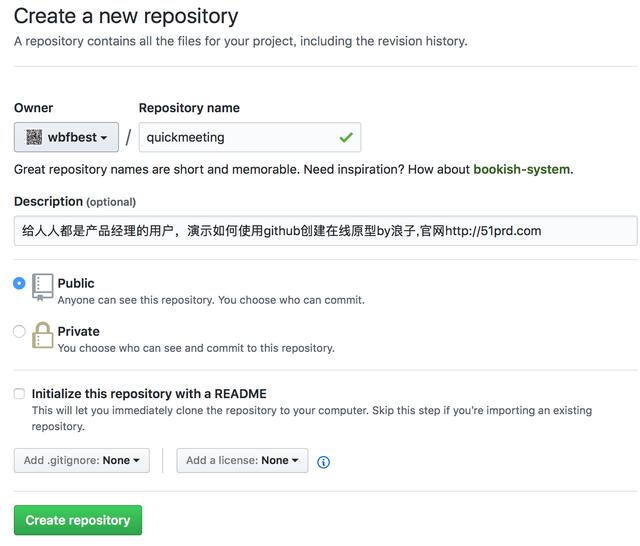 Create a new repository
A repository contains all the files for your project, including the revision history.
Owner
Repository name
wbfbest / quickmeeting
Great repository names are short and memorable. Need inspiration? How about bookish-system.
Description (optional)
给人人都是产品经理的用户，演示如何使用github创建在线原型by浪子,官网http://51prd.com
Public
Anyone can see this repository. You choose who can commit.
Private
You choose who can see and commit to this repository.
Initialize this repository with a README
This will let you immediately clone the repository to your computer. Skip this step if you’re importing an existing
repository.
Add .gitignore: None
Add a license: None
Create repository